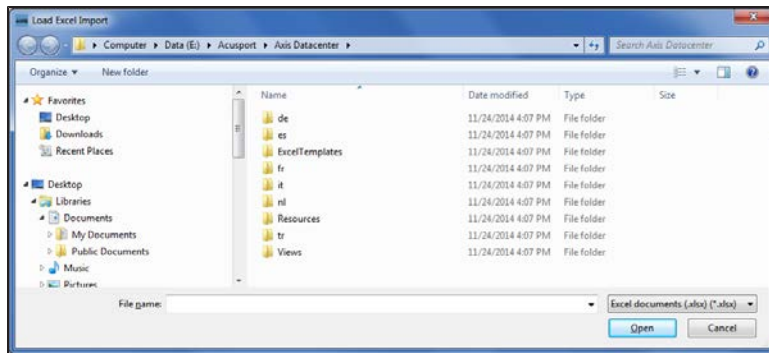 Load Excel Import
Computer ▸ Data (E:) ▸ Acusport ▸ Axis Datacenter ▸
Search Axis Datacenter
Organize ▾ New folder
Favorites
Desktop
Downloads
Recent Places
Desktop
Libraries
Documents
My Documents
Public Documents
Music
Pictures
Name Date modified Type Size
de 11/24/2014 4:07 PM File folder
es 11/24/2014 4:07 PM File folder
ExcelTemplates 11/24/2014 4:07 PM File folder
fr 11/24/2014 4:07 PM File folder
it 11/24/2014 4:07 PM File folder
nl 11/24/2014 4:07 PM File folder
Resources 11/24/2014 4:07 PM File folder
tr 11/24/2014 4:07 PM File folder
Views 11/24/2014 4:07 PM File folder
File name:
Excel documents (.xlsx) (*.xlsx)
Open Cancel